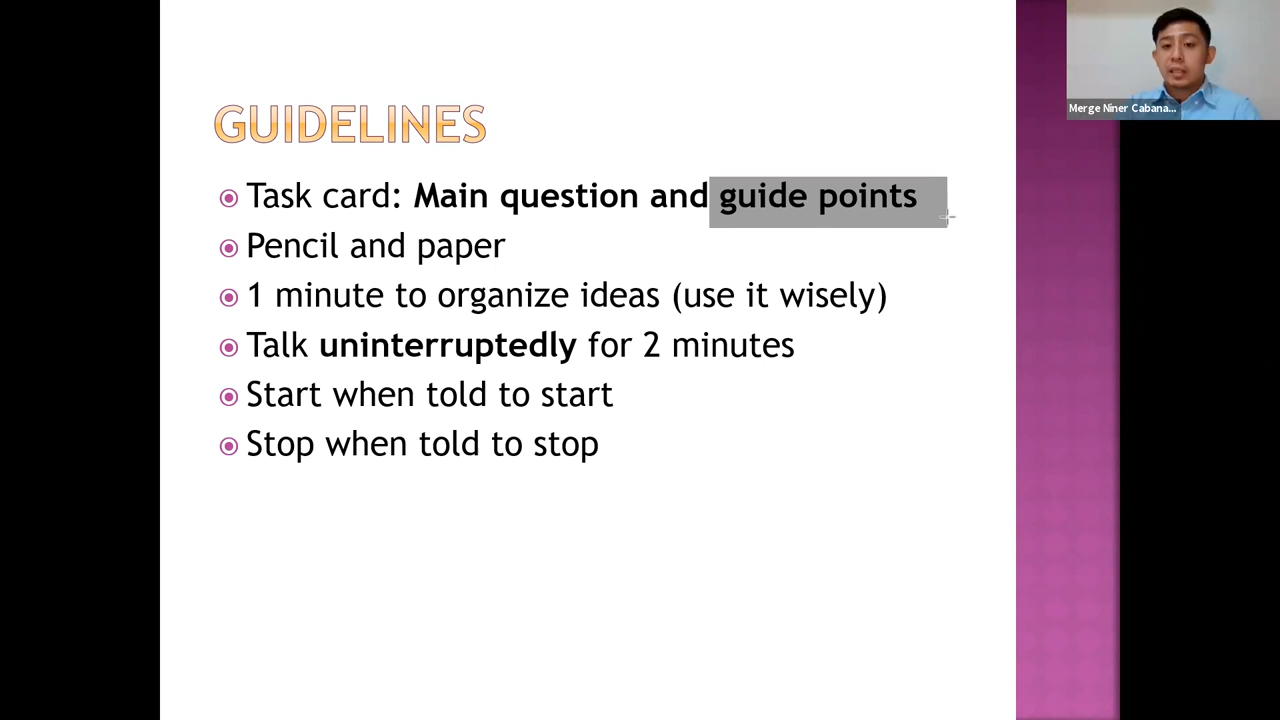 GUIDELINES
Task card: Main question and guide points
Pencil and paper
1 minute to organize ideas (use it wisely)
Talk uninterruptedly for 2 minutes
Start when told to start
Stop when told to stop
Merge Niner Cabana...